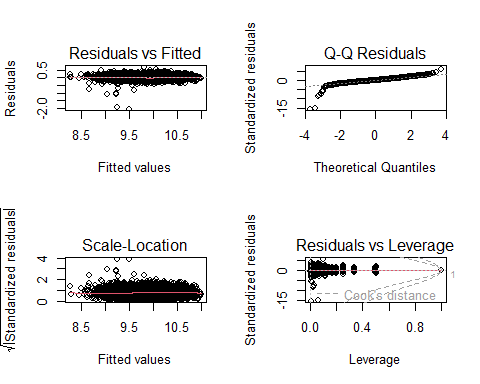 Residuals vs Fitted
Residuals
0.5
-2.0
8.5 9.5 10.5
Fitted values
Q-Q Residuals
Standardized residuals
0
-15
-4 -2 0 2 4
Theoretical Quantiles
Scale-Location
√|Standardized residuals|
4
2
0
8.5 9.5 10.5
Fitted values
Residuals vs Leverage
Standardized residuals
0
-15
1
Cook's distance
0.0 0.4 0.8
Leverage